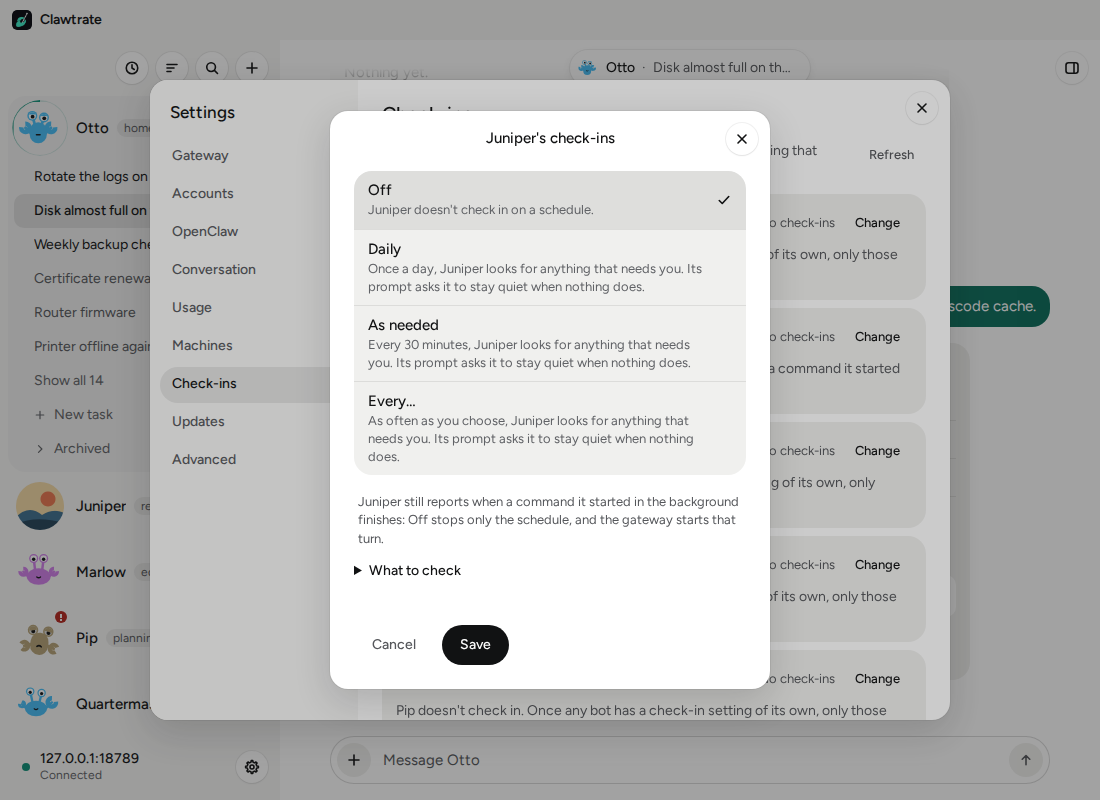 Clawtrate
Nothing yet.
Otto · Disk almost full on th...
Otto
Rotate the logs on
Disk almost full on
Weekly backup che
Certificate renewa
Router firmware
Printer offline again
Show all 14
+ New task
Archived
Juniper
Marlow
Pip planning
Quarterma
127.0.0.1:18789
Connected
Settings
Gateway
Accounts
OpenClaw
Conversation
Usage
Machines
Check-ins
Updates
Advanced
ing that
Refresh
o check-ins Change
of its own, only those
o check-ins Change
a command it started
o check-ins Change
g of its own, only
o check-ins Change
of its own, only those
o check-ins Change
Pip doesn't check in. Once any bot has a check-in setting of its own, only those
scode cache.
Juniper's check-ins
Off
Juniper doesn't check in on a schedule.
Daily
Once a day, Juniper looks for anything that needs you. Its
prompt asks it to stay quiet when nothing does.
As needed
Every 30 minutes, Juniper looks for anything that needs
you. Its prompt asks it to stay quiet when nothing does.
Every...
As often as you choose, Juniper looks for anything that
needs you. Its prompt asks it to stay quiet when nothing
does.
Juniper still reports when a command it started in the background
finishes: Off stops only the schedule, and the gateway starts that
turn.
What to check
Cancel
Save
Message Otto